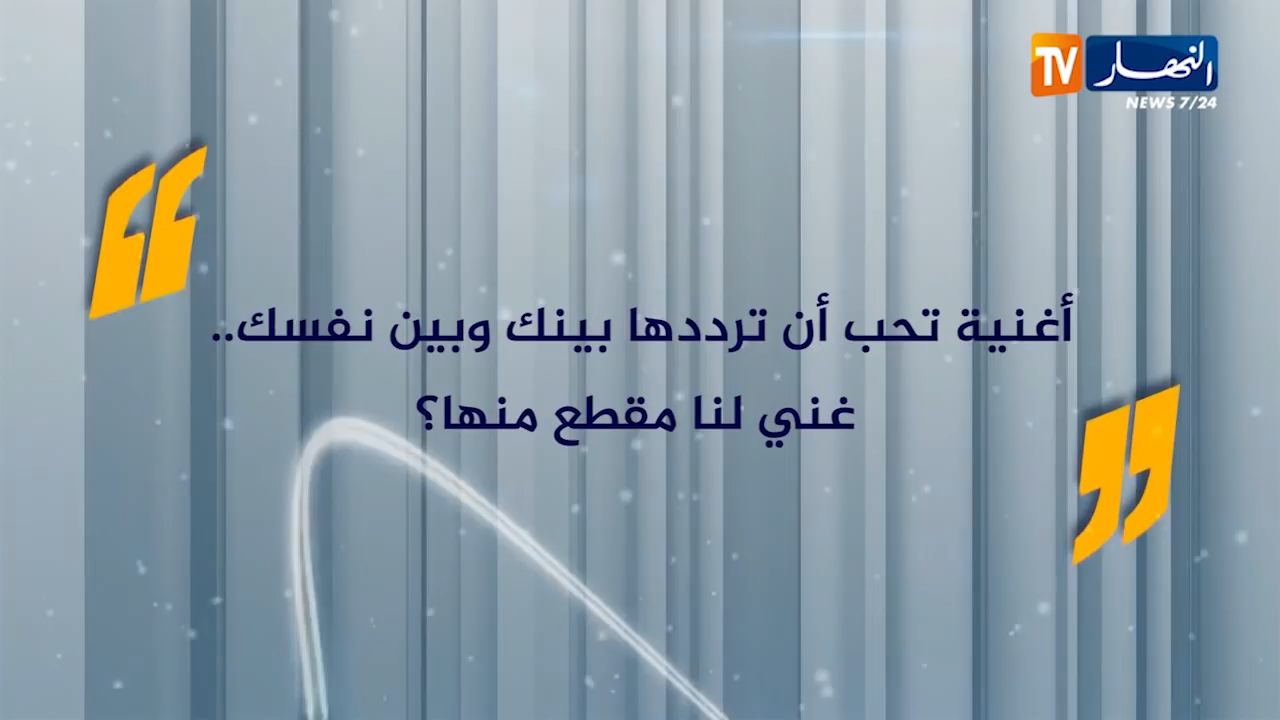 TV النهار
NEWS 7/24
أغنية تحب أن ترددها بينك وبين نفسك..
غني لنا مقطع منها؟